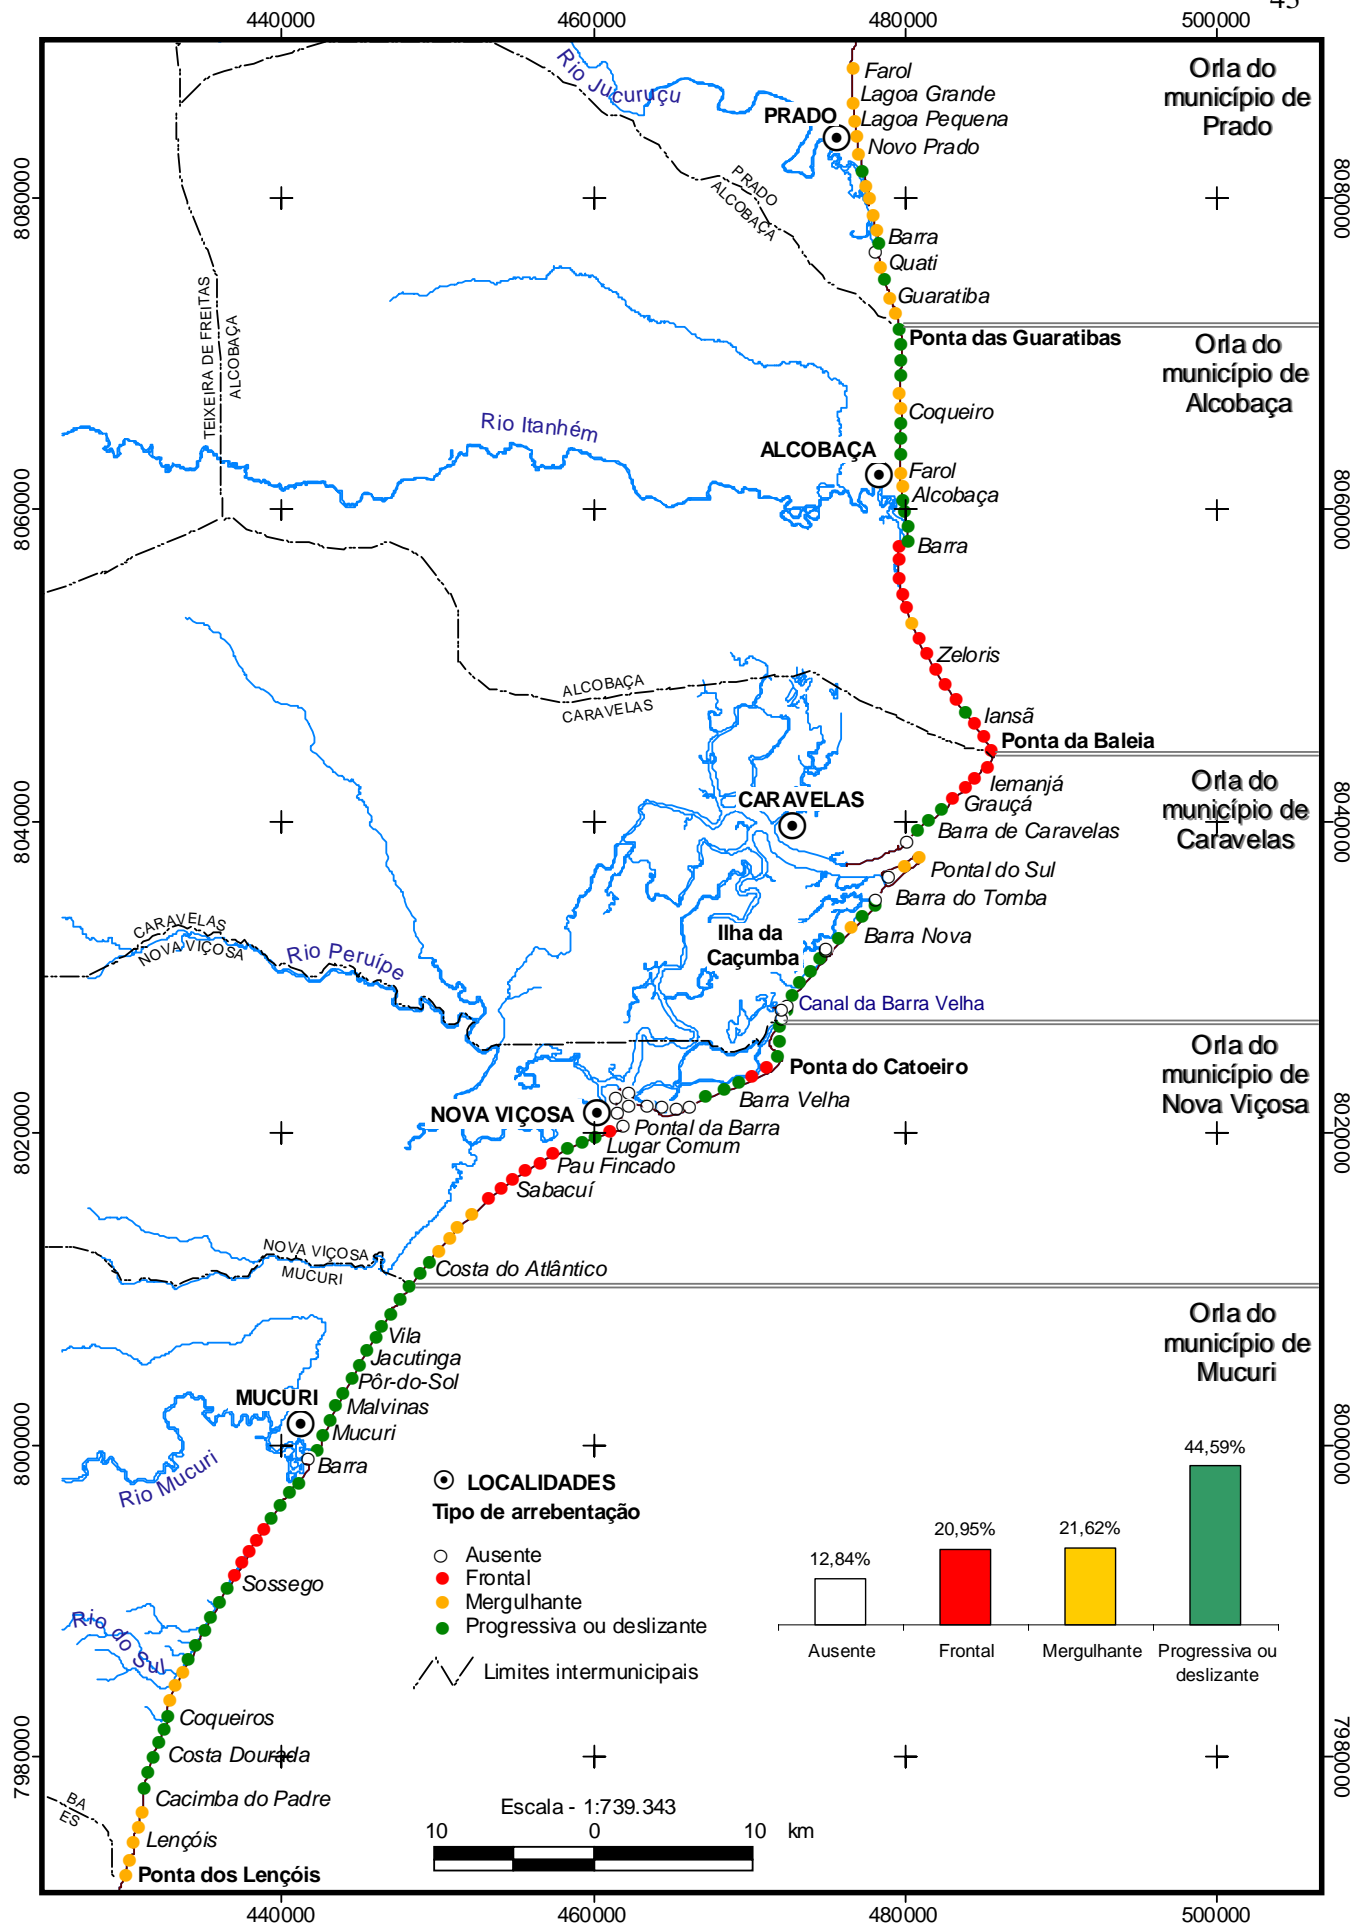 45
440000
460000
480000
500000
Rio Jucuruçu
Farol
Lagoa Grande
Lagoa Pequena
PRADO
Novo Prado
Orla do
município de
Prado
8080000
8080000
PRADO
ALCOBAÇA
Barra
Quati
Guaratiba
TEIXEIRA DE FREITAS
ALCOBAÇA
Ponta das Guaratibas
Orla do
município de
Alcobaça
Coqueiro
Rio Itanhém
ALCOBAÇA
Farol
Alcobaça
8060000
8060000
Barra
Zeloris
ALCOBAÇA
CARAVELAS
Iansã
Ponta da Baleia
Iemanjá
Grauçá
Orla do
município de
Caravelas
CARAVELAS
8040000
8040000
Barra de Caravelas
Pontal do Sul
Barra do Tomba
CARAVELAS
NOVA VIÇOSA
Rio Peruípe
Ilha da
Caçumba
Barra Nova
Canal da Barra Velha
Orla do
município de
Nova Viçosa
Ponta do Catoeiro
Barra Velha
NOVA VIÇOSA
Pontal da Barra
8020000
8020000
Lugar Comum
Pau Fincado
Sabacuí
NOVA VIÇOSA
MUCURI
Costa do Atlântico
Orla do
município de
Mucuri
Vila
Jacutinga
Pôr-do-Sol
MUCURI
Malvinas
Mucuri
8000000
8000000
Barra
Rio Mucuri
LOCALIDADES
Tipo de arrebentação
Ausente
Frontal
Mergulhante
Progressiva ou deslizante
Limites intermunicipais
12,84%
20,95%
21,62%
44,59%
Ausente
Frontal
Mergulhante
Progressiva ou
deslizante
Sossego
Rio do Sul
Coqueiros
7980000
7980000
Costa Dourada
Cacimba do Padre
BA
ES
Lençóis
Ponta dos Lençóis
Escala - 1:739.343
10
0
10
km
440000
460000
480000
500000